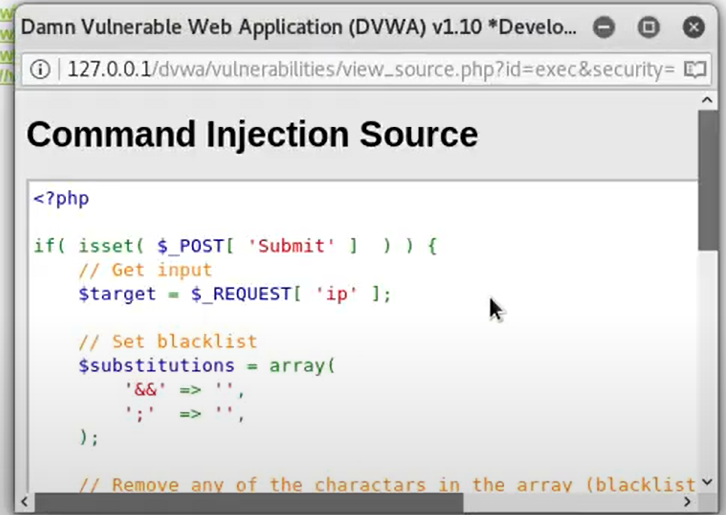 Damn Vulnerable Web Application (DVWA) v1.10 *Develo...
127.0.0.1/dvwa/vulnerabilities/view_source.php?id=exec&security=
Command Injection Source
<?php
if( isset( $_POST[ 'Submit' ]  ) ) {
    // Get input
    $target = $_REQUEST[ 'ip' ];
    // Set blacklist
    $substitutions = array(
        '&&' => '',
        ';'  => '',
    );
    // Remove any of the charactars in the array (blacklist